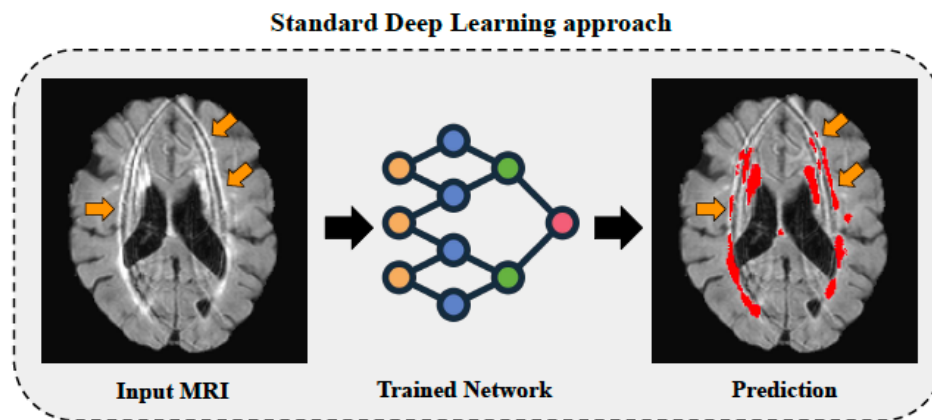 Standard Deep Learning approach
Input MRI
Trained Network
Prediction